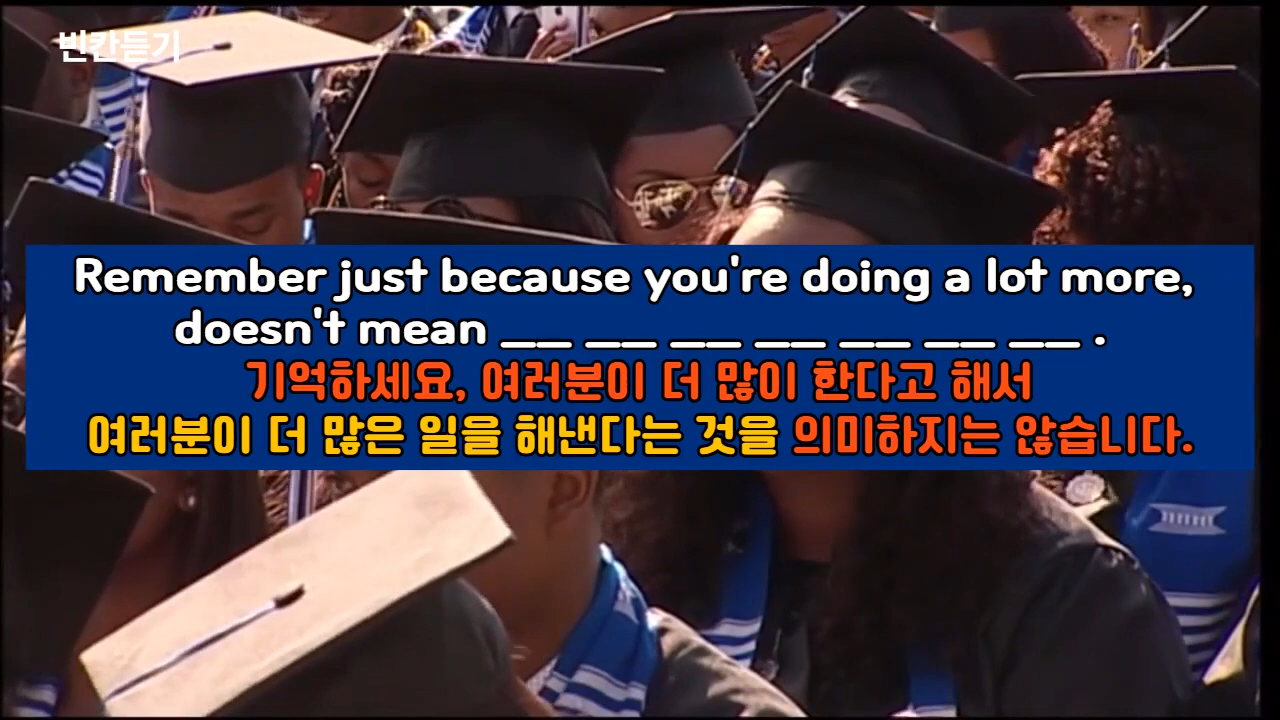 빈칸듣기
Remember just because you're doing a lot more,
doesn't mean __ __ __ __ __ __ __ .
기억하세요, 여러분이 더 많이 한다고 해서
여러분이 더 많은 일을 해낸다는 것을 의미하지는 않습니다.